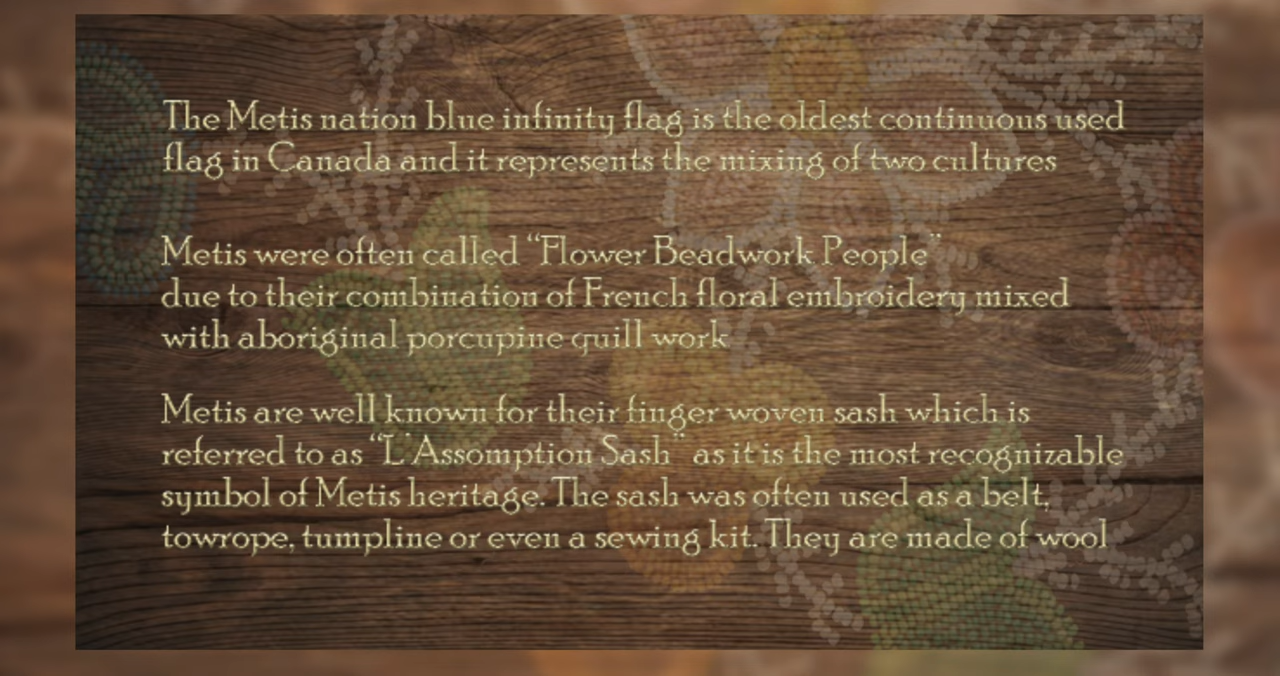 The Metis nation blue infinity flag is the oldest continuous used
flag in Canada and it represents the mixing of two cultures
Metis were often called “Flower Beadwork People”
due to their combination of French floral embroidery mixed
with aboriginal porcupine quill work
Metis are well known for their finger woven sash which is
referred to as “L'Assomption Sash” as it is the most recognizable
symbol of Metis heritage. The sash was often used as a belt,
towrope, tumpline or even a sewing kit. They are made of wool